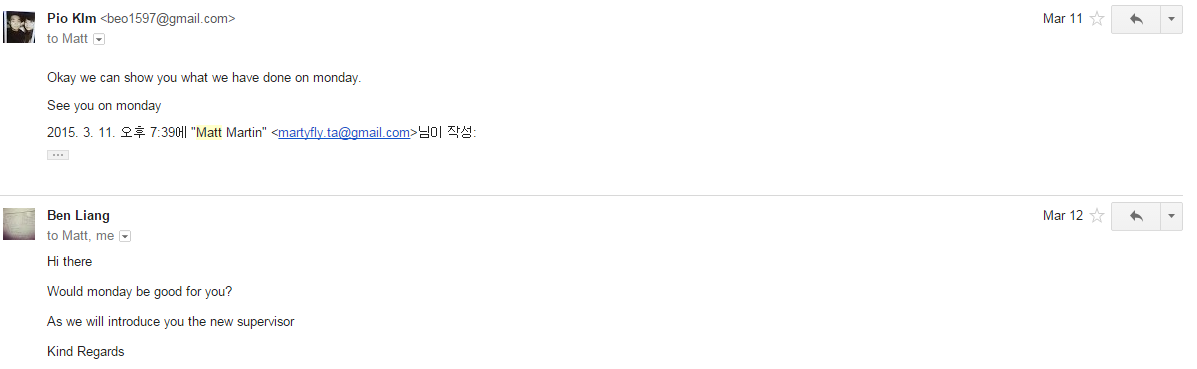 Pio KIm <beo1597@gmail.com> Mar 11
to Matt
Okay we can show you what we have done on monday.
See you on monday
2015. 3. 11. 오후 7:39에 "Matt Martin" <martyfly.ta@gmail.com>님이 작성:
Ben Liang Mar 12
to Matt, me
Hi there
Would monday be good for you?
As we will introduce you the new supervisor
Kind Regards